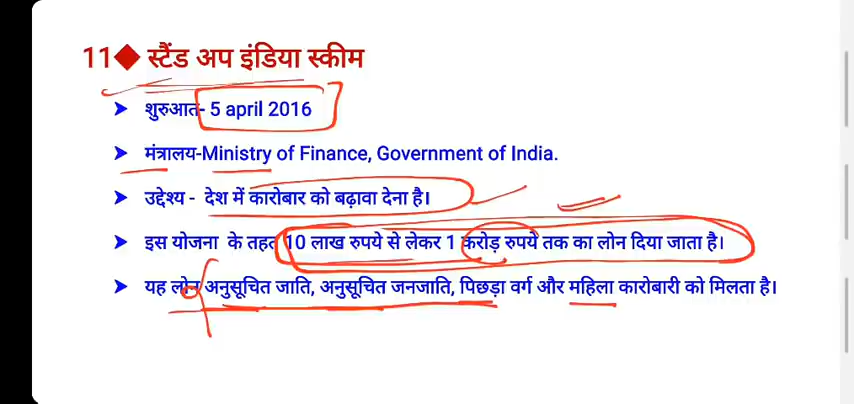 11◆ स्टैंड अप इंडिया स्कीम
➤ शुरुआत- 5 april 2016
➤ मंत्रालय-Ministry of Finance, Government of India.
➤ उद्देश्य - देश में कारोबार को बढ़ावा देना है।
➤ इस योजना के तहत 10 लाख रुपये से लेकर 1 करोड़ रुपये तक का लोन दिया जाता है।
➤ यह लोन अनुसूचित जाति, अनुसूचित जनजाति, पिछड़ा वर्ग और महिला कारोबारी को मिलता है।